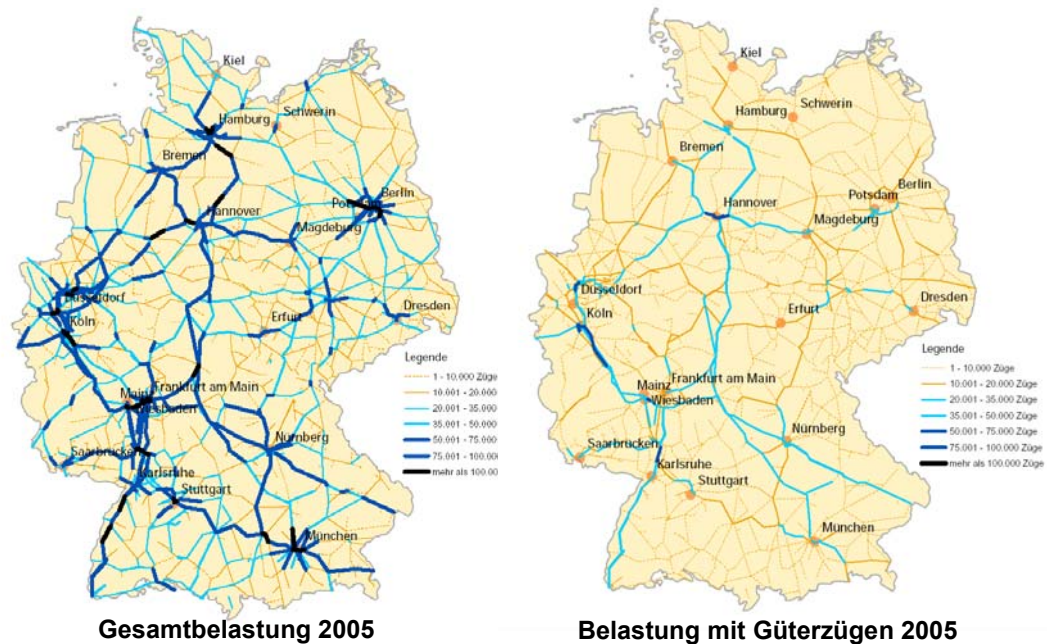 Kiel
Hamburg
Schwerin
Bremen
Berlin
Potsdam
Hannover
Magdeburg
Düsseldorf
Köln
Erfurt
Dresden
Legende
1 - 10.000 Züge
10.001 - 20.000
20.001 - 35.000
35.001 - 50.000
50.001 - 75.000
75.001 - 100.000
mehr als 100.00
Mainz
Frankfurt am Main
Wiesbaden
Nürnberg
Saarbrücken
Karlsruhe
Stuttgart
München
Gesamtbelastung 2005
Kiel
Hamburg
Schwerin
Bremen
Berlin
Potsdam
Hannover
Magdeburg
Düsseldorf
Köln
Erfurt
Dresden
Legende
1 - 10.000 Züge
10.001 - 20.000 Züge
20.001 - 35.000 Züge
35.001 - 50.000 Züge
50.001 - 75.000 Züge
75.001 - 100.000 Züge
mehr als 100.000 Züge
Mainz
Frankfurt am Main
Wiesbaden
Nürnberg
Saarbrücken
Karlsruhe
Stuttgart
München
Belastung mit Güterzügen 2005